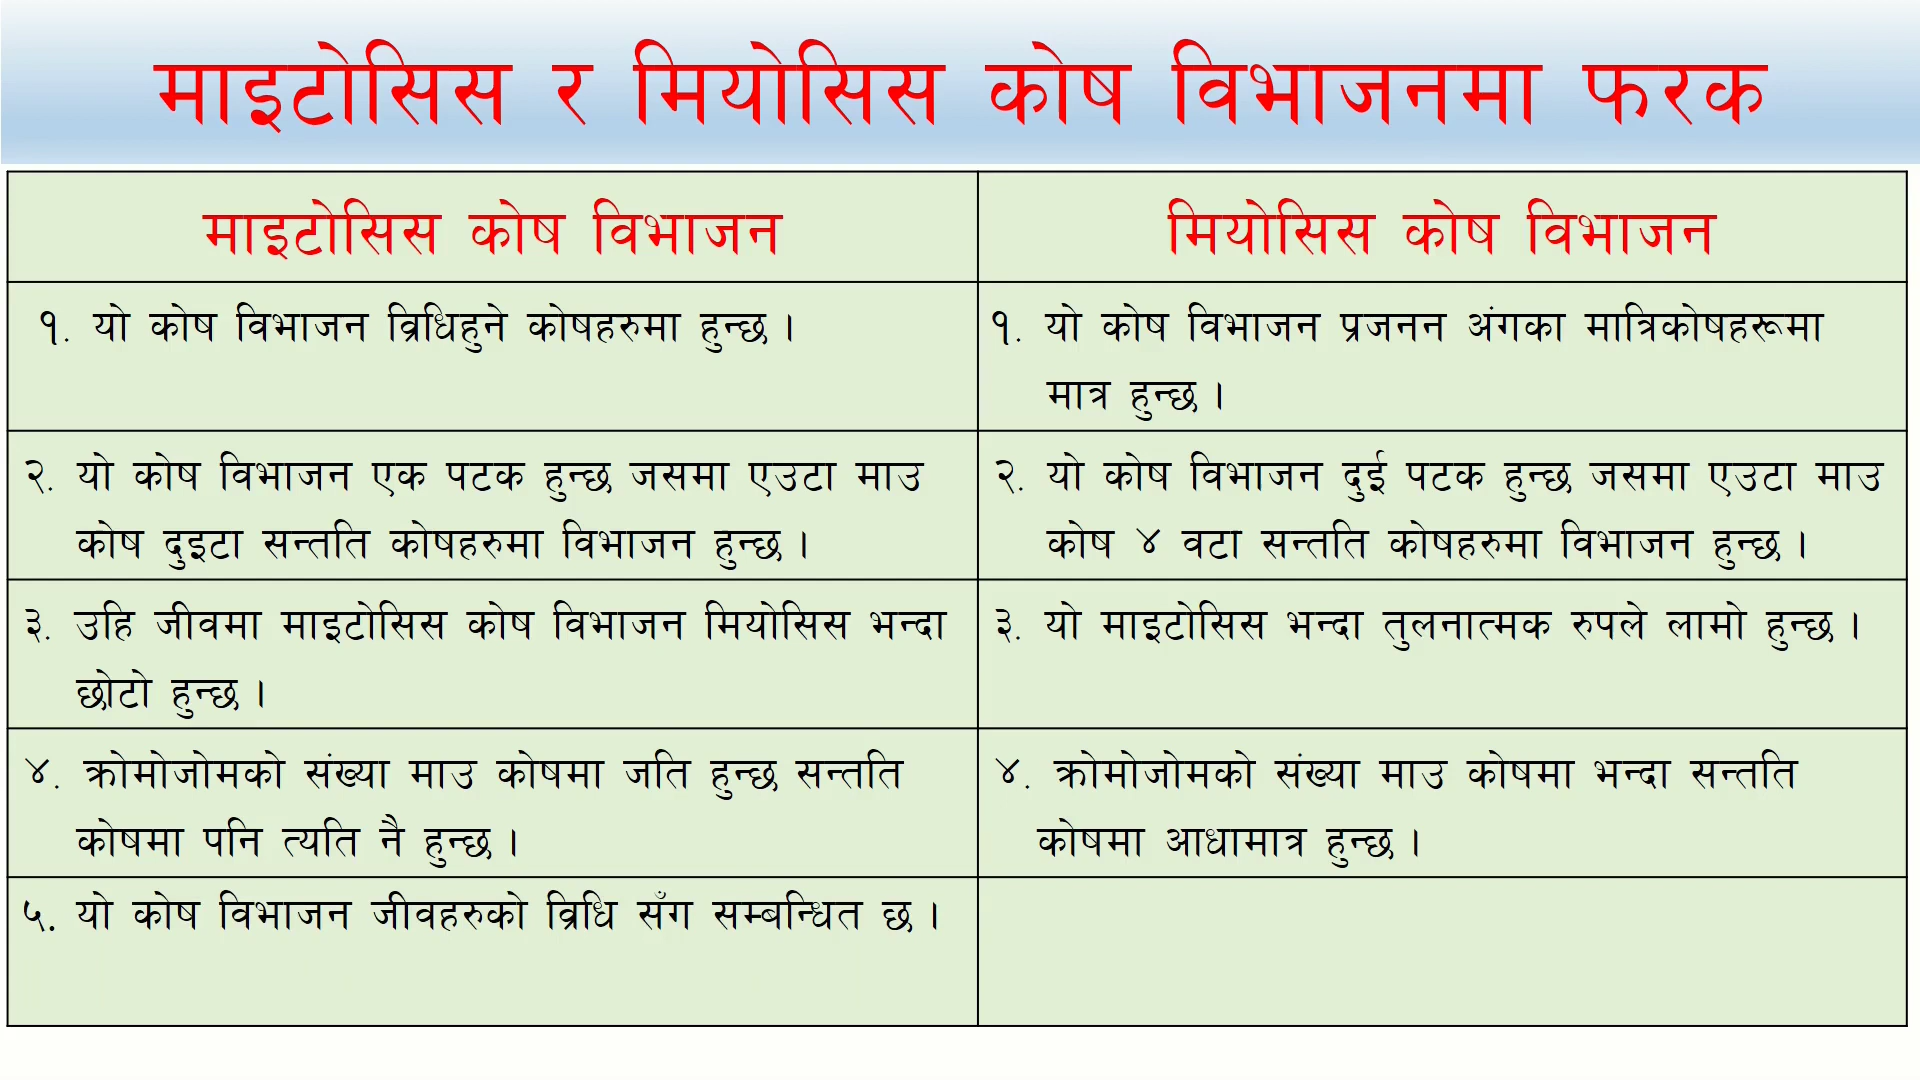 माइटोसिस र मियोसिस कोष विभाजनमा फरक
माइटोसिस कोष विभाजन
मियोसिस कोष विभाजन
१. यो कोष विभाजन व्रिधिहुने कोषहरुमा हुन्छ ।
१. यो कोष विभाजन प्रजनन अंगका मात्रिकोषहरूमा
मात्र हुन्छ ।
२. यो कोष विभाजन एक पटक हुन्छ जसमा एउटा माउ
कोष दुइटा सन्तति कोषहरुमा विभाजन हुन्छ ।
२. यो कोष विभाजन दुई पटक हुन्छ जसमा एउटा माउ
कोष ४ वटा सन्तति कोषहरुमा विभाजन हुन्छ ।
३. उहि जीवमा माइटोसिस कोष विभाजन मियोसिस भन्दा
छोटो हुन्छ ।
३. यो माइटोसिस भन्दा तुलनात्मक रुपले लामो हुन्छ ।
४. क्रोमोजोमको संख्या माउ कोषमा जति हुन्छ सन्तति
कोषमा पनि त्यति नै हुन्छ ।
४. क्रोमोजोमको संख्या माउ कोषमा भन्दा सन्तति
कोषमा आधामात्र हुन्छ ।
५. यो कोष विभाजन जीवहरुको व्रिधि सँग सम्बन्धित छ ।